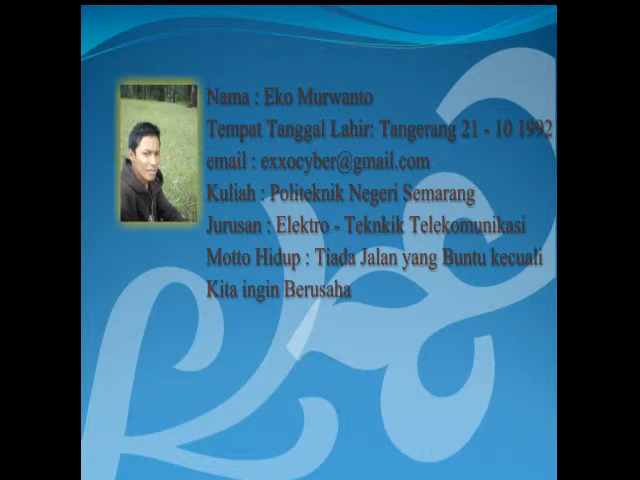 Nama : Eko Murwanto
Tempat Tanggal Lahir: Tangerang 21 - 10 1992
email : exxocyber@gmail.com
Kuliah : Politeknik Negeri Semarang
Jurusan : Elektro - Teknkik Telekomunikasi
Motto Hidup : Tiada Jalan yang Buntu kecuali
Kita ingin Berusaha